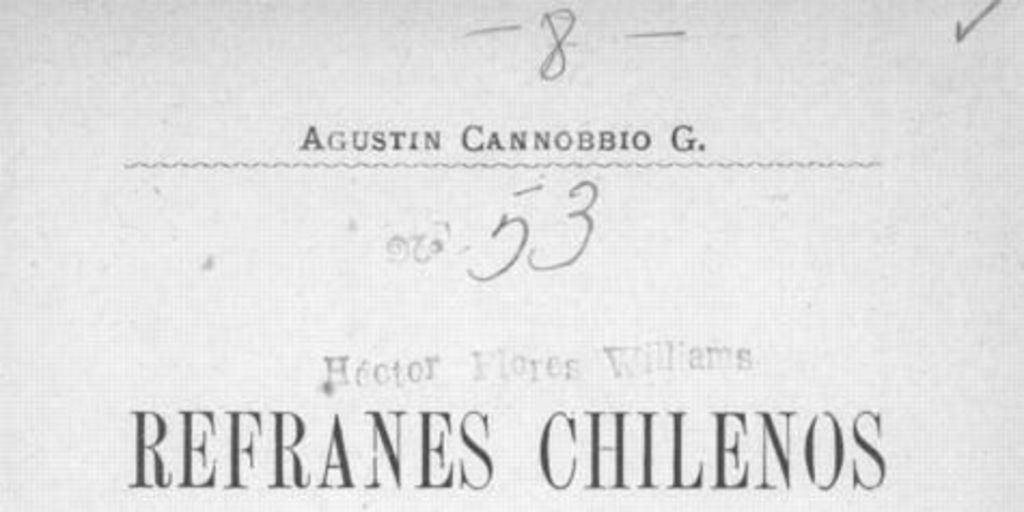 — 8 —
AGUSTIN CANNOBBIO G.
53
Héctor Flores Williams
REFRANES CHILENOS